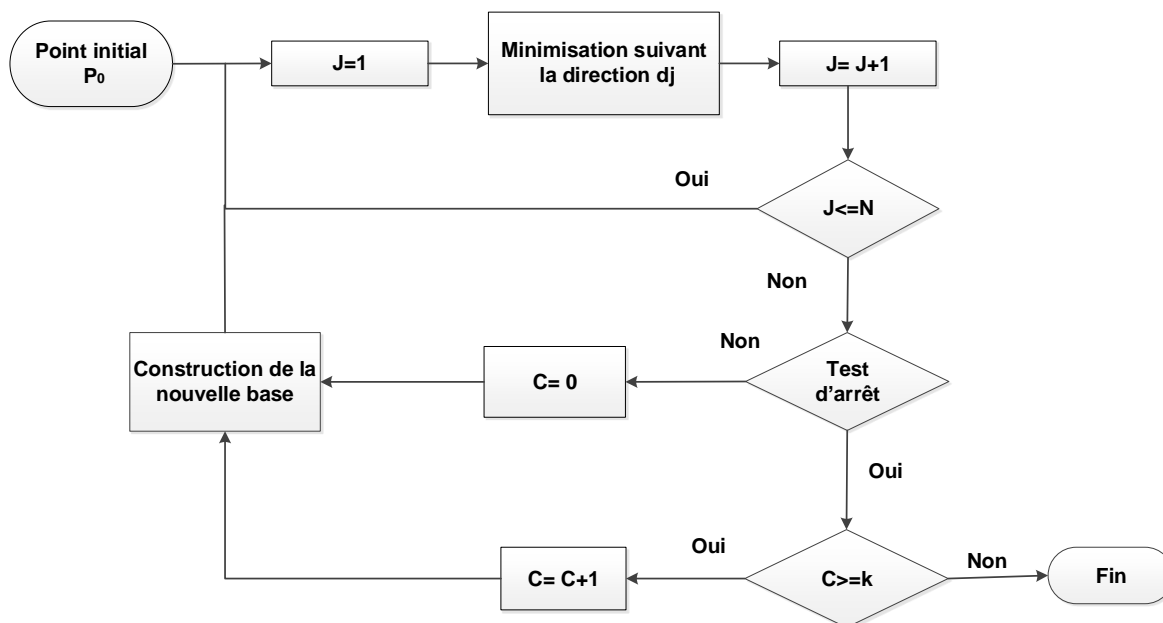 Point initial
P₀
J=1
Minimisation suivant
la direction dj
J= J+1
Oui
J<=N
Non
Non
Construction de la
nouvelle base
C= 0
Test
d'arrêt
Oui
Oui
C= C+1
C>=k
Non
Fin